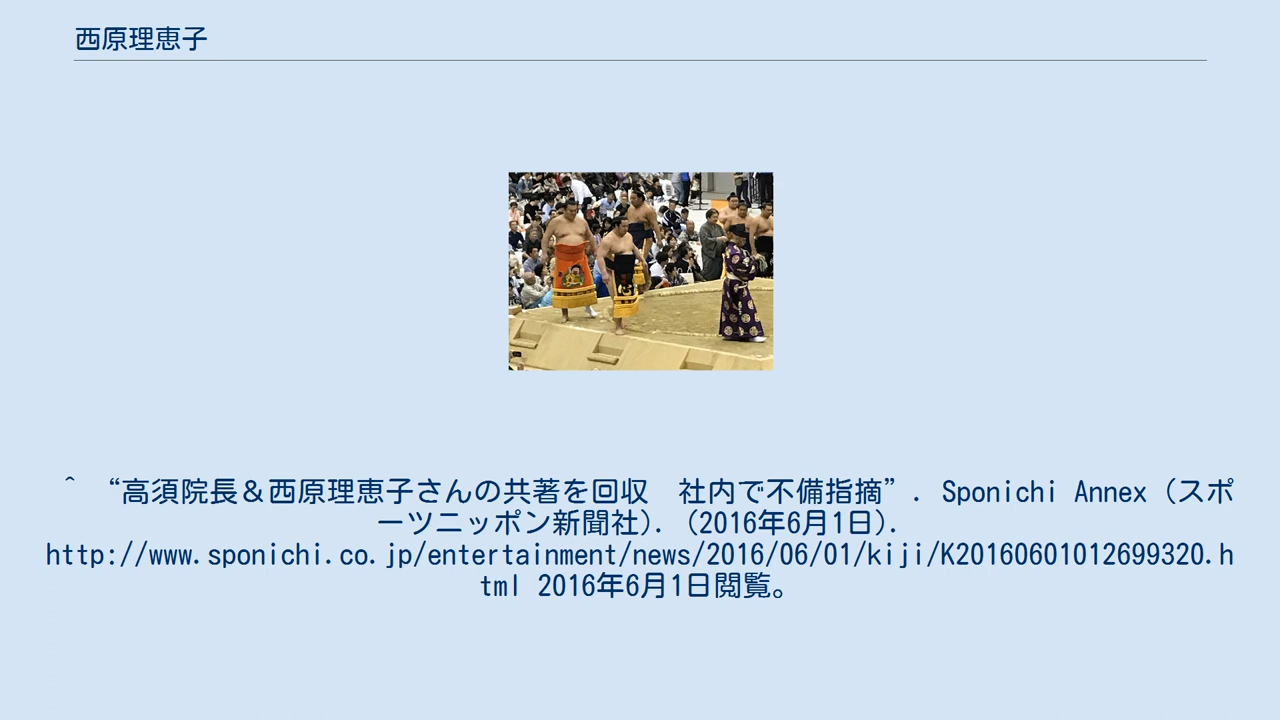 西原理恵子
^ “高須院長＆西原理恵子さんの共著を回収　社内で不備指摘”. Sponichi Annex (スポ
ーツニッポン新聞社). (2016年6月1日).
http://www.sponichi.co.jp/entertainment/news/2016/06/01/kiji/K20160601012699320.h
tml 2016年6月1日閲覧。